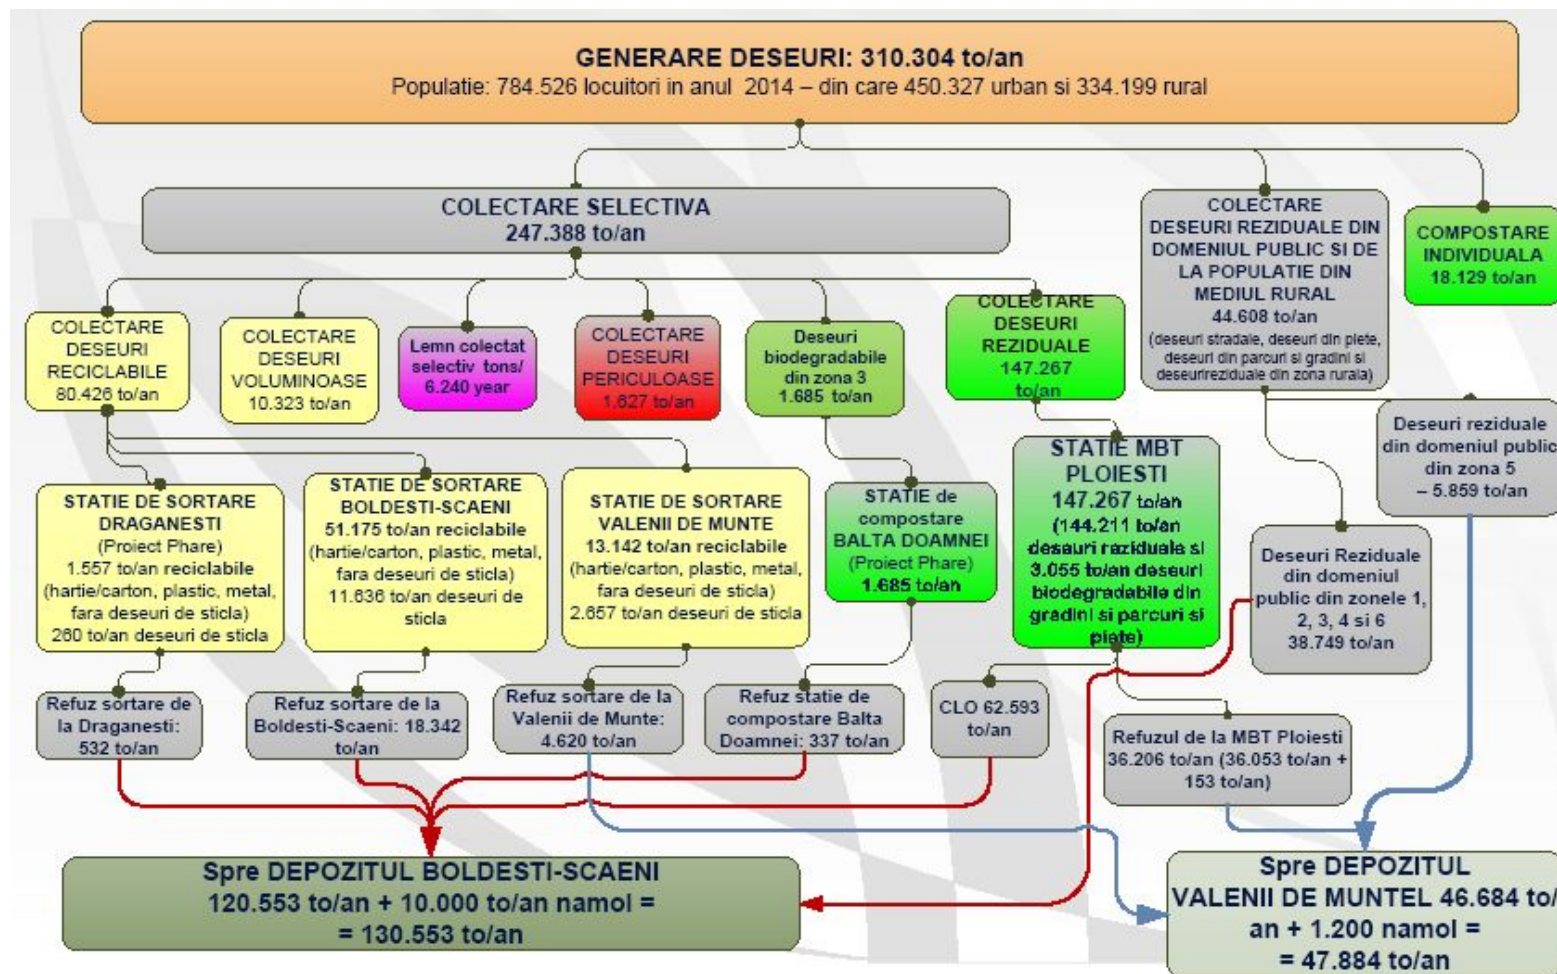 GENERARE DESEURI: 310.304 to/an
Populatie: 784.526 locuitori in anul 2014 – din care 450.327 urban si 334.199 rural
COLECTARE SELECTIVA
247.388 to/an
COLECTARE
DESEURI REZIDUALE DIN
DOMENIUL PUBLIC SI DE
LA POPULATIE DIN
MEDIUL RURAL
44.608 to/an
(deseuri stradale, deseuri din piete,
deseuri din parcuri si gradini si
deseurireziduale din zona rurala)
COMPOSTARE
INDIVIDUALA
18.129 to/an
COLECTARE
DESEURI
RECICLABILE
80.426 to/an
COLECTARE
DESEURI
VOLUMINOASE
10.323 to/an
Lemn colectat
selectiv tons/
6.240 year
COLECTARE
DESEURI
PERICULOASE
1.627 to/an
Deseuri
biodegradabile
din zona 3
1.685 to/an
COLECTARE
DESEURI
REZIDUALE
147.267
to/an
Deseuri reziduale
din domeniul public
din zona 5
– 5.859 to/an
STATIE DE SORTARE
DRAGANESTI
(Proiect Phare)
1.557 to/an reciclabile
(hartie/carton, plastic, metal,
fara deseuri de sticla)
260 to/an deseuri de sticla
STATIE DE SORTARE
BOLDESTI-SCAENI
51.175 to/an reciclabile
(hartie/carton, plastic, metal,
fara deseuri de sticla)
11.636 to/an deseuri de
sticla
STATIE DE SORTARE
VALENII DE MUNTE
13.142 to/an reciclabile
(hartie/carton, plastic, metal,
fara deseuri de sticla)
2.657 to/an deseuri de sticla
STATIE de
compostare
BALTA DOAMNEI
(Proiect Phare)
1.685 to/an
STATIE MBT
PLOIESTI
147.267 to/an
(144.211 to/an
deseuri reziduale si
3.055 to/an deseuri
biodegradabile din
gradini si parcuri si
piete)
Deseuri Reziduale
din domeniul
public din zonele 1,
2, 3, 4 si 6
38.749 to/an
Refuz sortare de
la Draganesti:
532 to/an
Refuz sortare de la
Boldesti-Scaeni: 18.342
to/an
Refuz sortare de la
Valenii de Munte:
4.620 to/an
Refuz statie de
compostare Balta
Doamnei: 337 to/an
CLO 62.593
to/an
Refuzul de la MBT Ploiesti
36.206 to/an (36.053 to/an +
153 to/an)
Spre DEPOZITUL BOLDESTI-SCAENI
120.553 to/an + 10.000 to/an namol =
= 130.553 to/an
Spre DEPOZITUL
VALENII DE MUNTEL 46.684 to/
an + 1.200 namol =
= 47.884 to/an